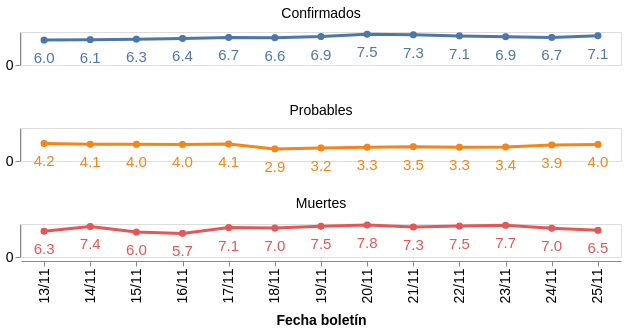 Confirmados
0
6.0 6.1 6.3 6.4 6.7 6.6 6.9 7.5 7.3 7.1 6.9 6.7 7.1
Probables
0
4.2 4.1 4.0 4.0 4.1 2.9 3.2 3.3 3.5 3.3 3.4 3.9 4.0
Muertes
0
6.3 7.4 6.0 5.7 7.1 7.0 7.5 7.8 7.3 7.5 7.7 7.0 6.5
13/11 14/11 15/11 16/11 17/11 18/11 19/11 20/11 21/11 22/11 23/11 24/11 25/11
Fecha boletín